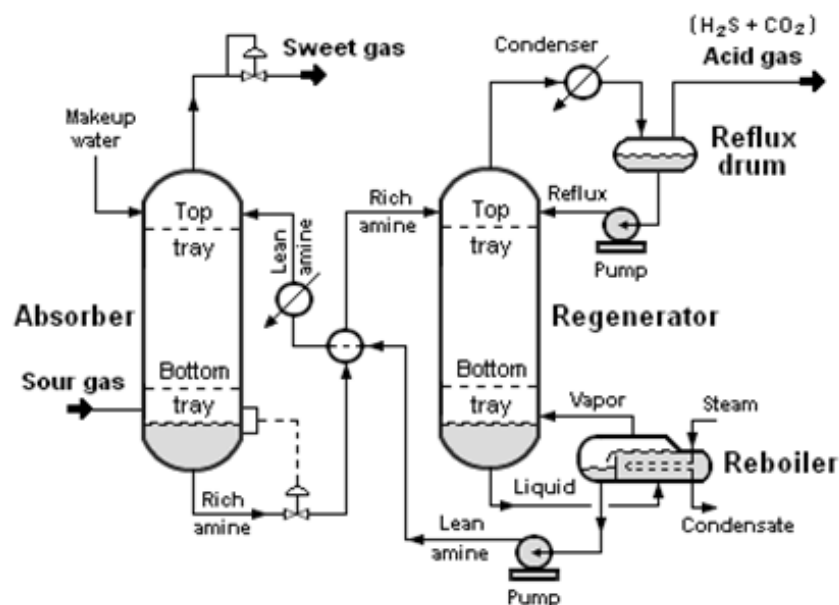 (H₂S + CO₂)
Acid gas
Sweet gas
Condenser
Makeup
water
Reflux
drum
Top
tray
Lean
amine
Rich
amine
Top
tray
Reflux
Pump
Absorber
Regenerator
Bottom
tray
Sour gas
Bottom
tray
Vapor
Steam
Reboiler
Rich
amine
Liquid
Condensate
Lean
amine
Pump